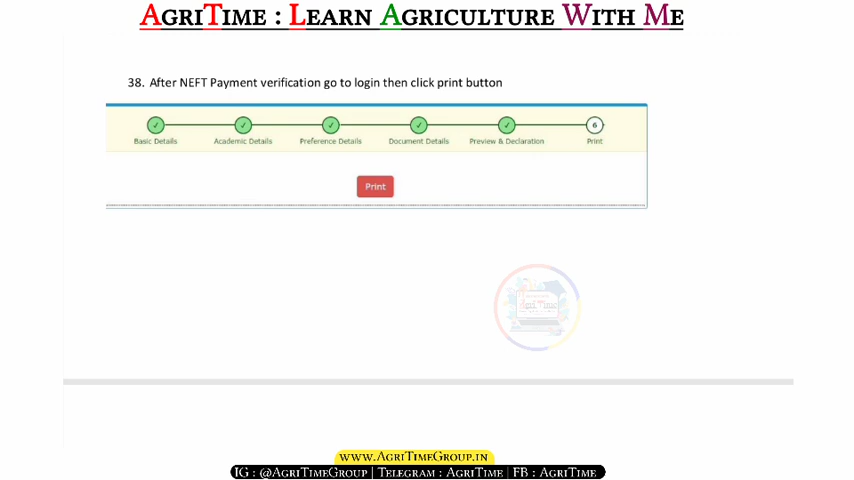 AGRITIME : LEARN AGRICULTURE WITH ME
38. After NEFT Payment verification go to login then click print button
6
Basic Details Academic Details Preference Details Document Details Preview & Declaration Print
Print
Agri Time
WWW.AGRITIMEGROUP.IN
IG : @AGRITIMEGROUP | TELEGRAM : AGRITIME | FB : AGRITIME